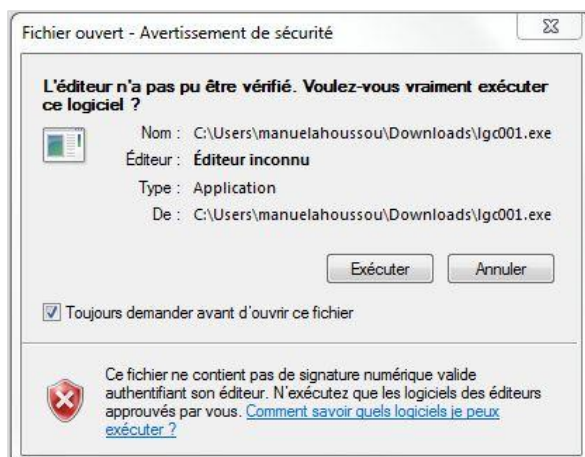 Fichier ouvert - Avertissement de sécurité
L'éditeur n'a pas pu être vérifié. Voulez-vous vraiment exécuter
ce logiciel ?
Nom : C:\Users\manuelahoussou\Downloads\lgc001.exe
Éditeur : Éditeur inconnu
Type : Application
De : C:\Users\manuelahoussou\Downloads\lgc001.exe
Exécuter Annuler
Toujours demander avant d'ouvrir ce fichier
Ce fichier ne contient pas de signature numérique valide
authentifiant son éditeur. N'exécutez que les logiciels des éditeurs
approuvés par vous. Comment savoir quels logiciels je peux
exécuter ?